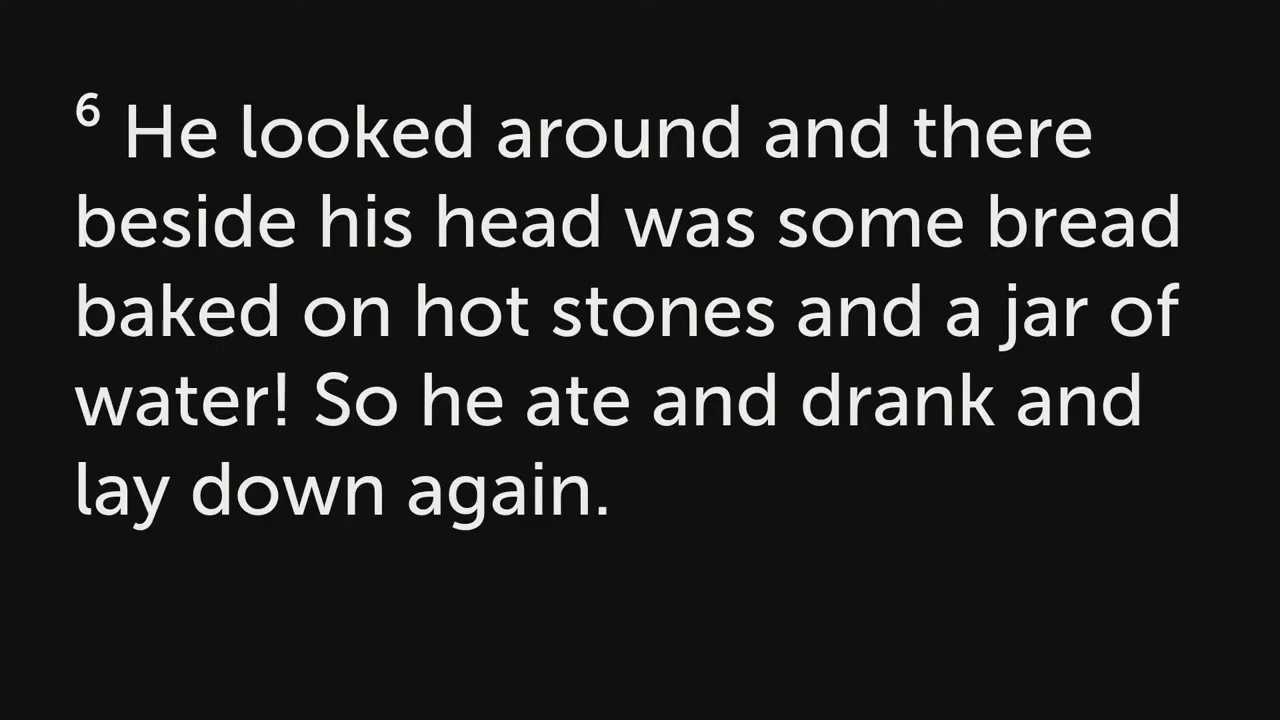 ⁶ He looked around and there
beside his head was some bread
baked on hot stones and a jar of
water! So he ate and drank and
lay down again.